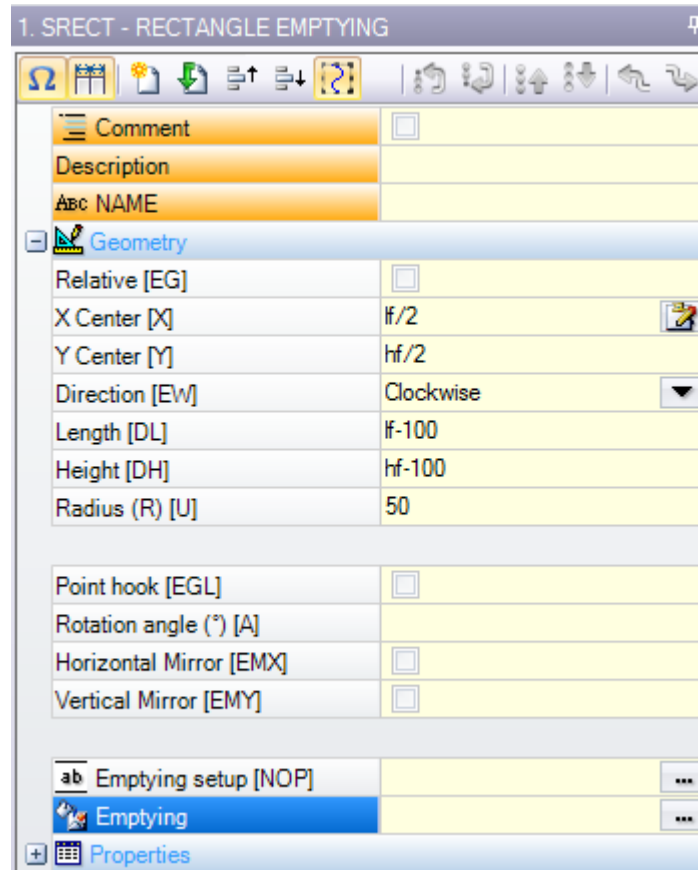 1. SRECT - RECTANGLE EMPTYING
Ω
Comment
Description
ABC NAME
Geometry
Relative [EG]
X Center [X] lf/2
Y Center [Y] hf/2
Direction [EW] Clockwise
Length [DL] lf-100
Height [DH] hf-100
Radius (R) [U] 50
Point hook [EGL]
Rotation angle (°) [A]
Horizontal Mirror [EMX]
Vertical Mirror [EMY]
ab Emptying setup [NOP] ...
Emptying ...
Properties